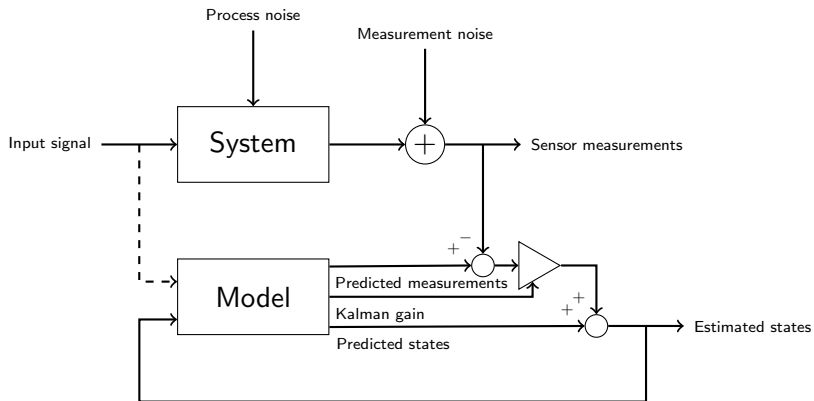 Process noise
Measurement noise
Input signal
System
+
Sensor measurements
+ −
Predicted measurements
Model
Kalman gain
+ +
Predicted states
Estimated states